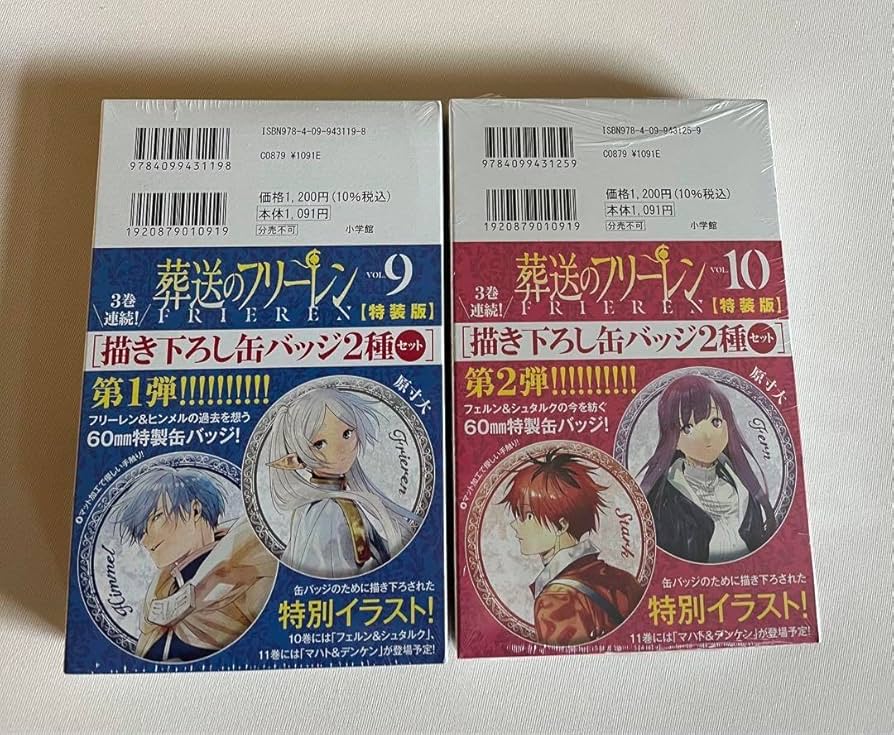 ISBN978-4-09-943119-8
9784099431198
C0879 ¥1091E
価格1,200円(10%税込)
本体1,091円
1920879010919
分売不可
小学館
3巻連続!
葬送のフリーレン
VOL.9
FRIEREN
【特装版】
[描き下ろし缶バッジ2種セット]
第1弾!!!!!!!!!!
フリーレン&ヒンメルの過去を想う
60mm特製缶バッジ!
原寸大
●マット加工で優しい手触り!
Frieren
Himmel
缶バッジのために描き下ろされた
特別イラスト!
10巻には「フェルン&シュタルク」、
11巻には「マハト&デンケン」が登場予定!
ISBN978-4-09-943125-9
9784099431259
C0879 ¥1091E
価格1,200円(10%税込)
本体1,091円
1920879010919
分売不可
小学館
3巻連続!
葬送のフリーレン
VOL.10
FRIEREN
【特装版】
[描き下ろし缶バッジ2種セット]
第2弾!!!!!!!!!!
フェルン&シュタルクの今を紡ぐ
60mm特製缶バッジ!
原寸大
●マット加工で優しい手触り!
Fern
Stark
缶バッジのために描き下ろされた
特別イラスト!
11巻には「マハト&デンケン」が登場予定!